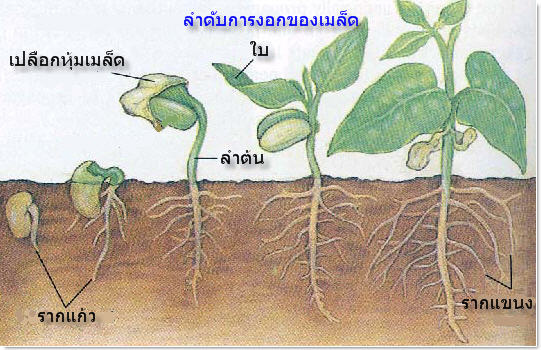 ลำดับการงอกของเมล็ด
ใบ
เปลือกหุ้มเมล็ด
ลำต้น
รากแก้ว
รากแขนง